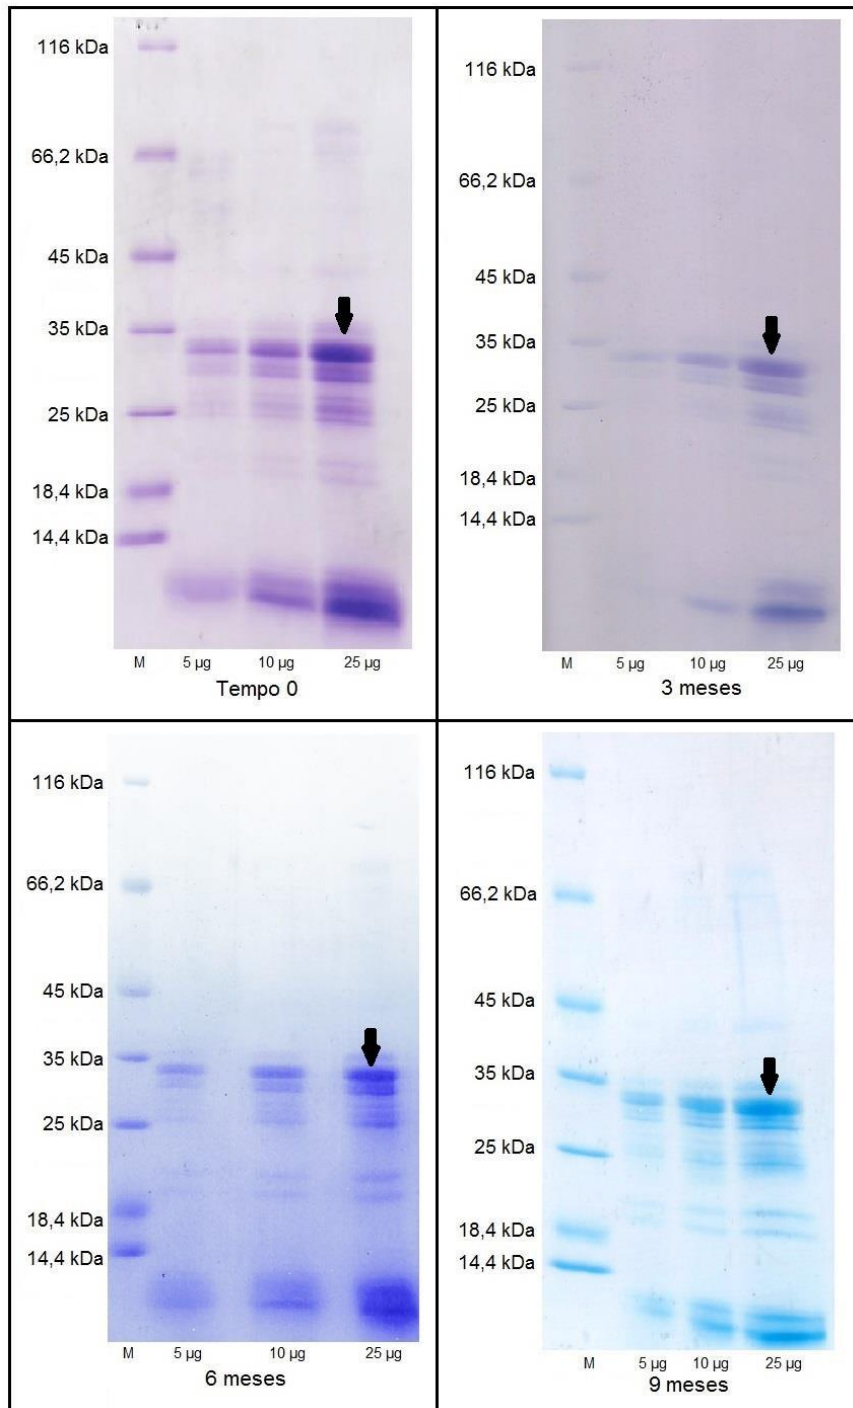 116 kDa
66,2 kDa
45 kDa
35 kDa
25 kDa
18,4 kDa
14,4 kDa
M 5 µg 10 µg 25 µg
Tempo 0
116 kDa
66,2 kDa
45 kDa
35 kDa
25 kDa
18,4 kDa
14,4 kDa
M 5 µg 10 µg 25 µg
3 meses
116 kDa
66,2 kDa
45 kDa
35 kDa
25 kDa
18,4 kDa
14,4 kDa
M 5 µg 10 µg 25 µg
6 meses
116 kDa
66,2 kDa
45 kDa
35 kDa
25 kDa
18,4 kDa
14,4 kDa
M 5 µg 10 µg 25 µg
9 meses